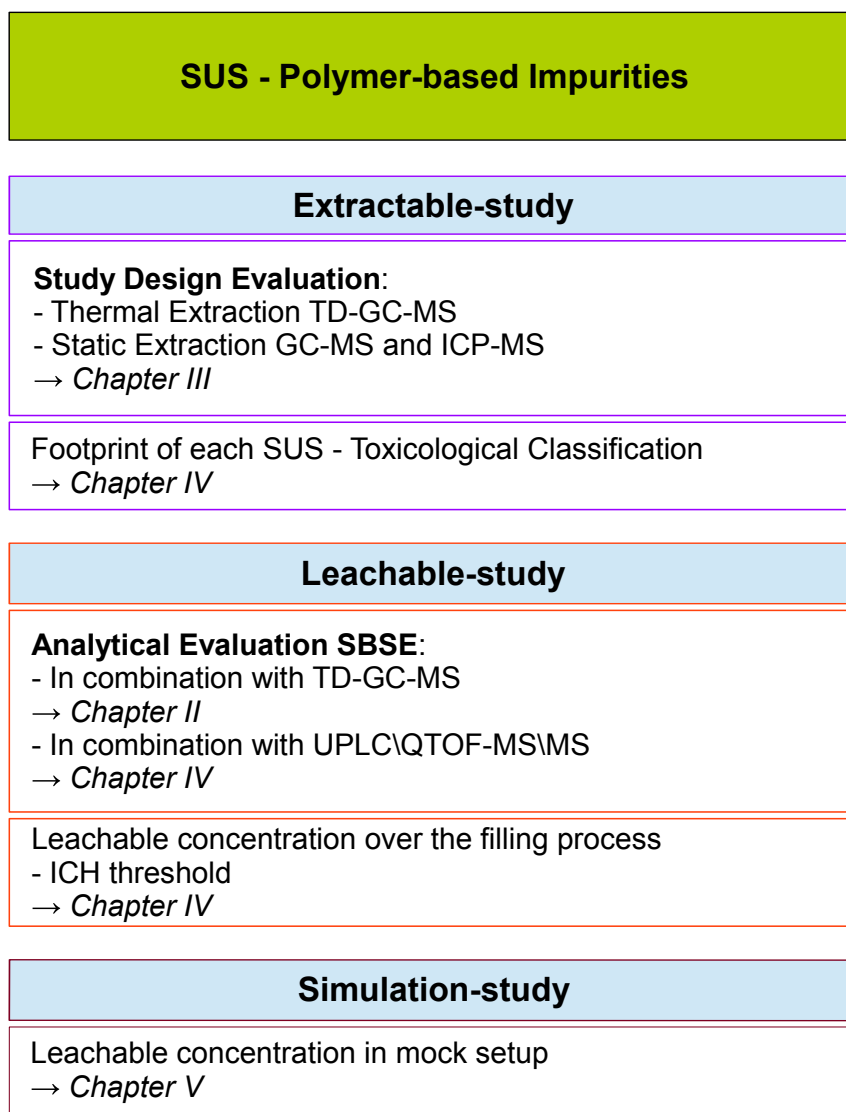 SUS - Polymer-based Impurities
Extractable-study
Study Design Evaluation:
- Thermal Extraction TD-GC-MS
- Static Extraction GC-MS and ICP-MS
→ Chapter III
Footprint of each SUS - Toxicological Classification
→ Chapter IV
Leachable-study
Analytical Evaluation SBSE:
- In combination with TD-GC-MS
→ Chapter II
- In combination with UPLC\QTOF-MS\MS
→ Chapter IV
Leachable concentration over the filling process
- ICH threshold
→ Chapter IV
Simulation-study
Leachable concentration in mock setup
→ Chapter V